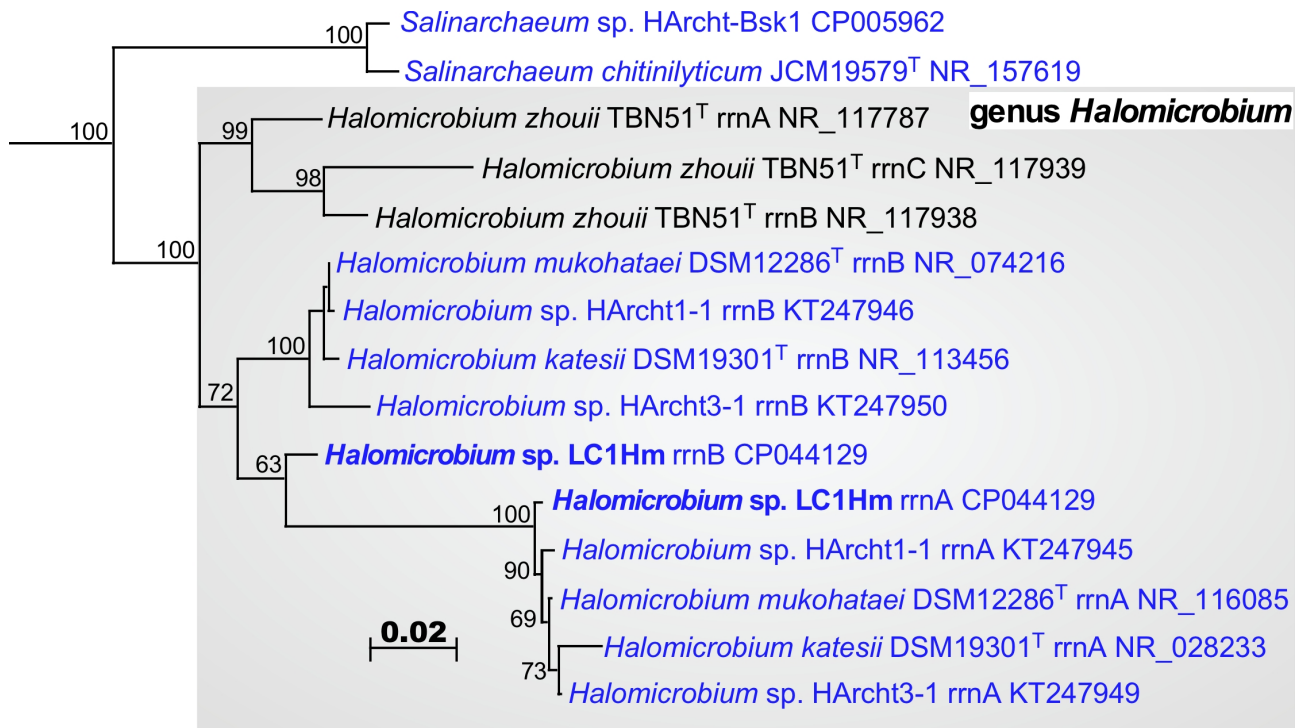 100
Salinarchaeum sp. HArcht-Bsk1 CP005962
Salinarchaeum chitinilyticum JCM19579ᵀ NR_157619
100
99
Halomicrobium zhouii TBN51ᵀ rrnA NR_117787
genus Halomicrobium
98
Halomicrobium zhouii TBN51ᵀ rrnC NR_117939
Halomicrobium zhouii TBN51ᵀ rrnB NR_117938
100
Halomicrobium mukohataei DSM12286ᵀ rrnB NR_074216
Halomicrobium sp. HArcht1-1 rrnB KT247946
100
Halomicrobium katesii DSM19301ᵀ rrnB NR_113456
72
Halomicrobium sp. HArcht3-1 rrnB KT247950
63
Halomicrobium sp. LC1Hm rrnB CP044129
100
Halomicrobium sp. LC1Hm rrnA CP044129
90
Halomicrobium sp. HArcht1-1 rrnA KT247945
69
Halomicrobium mukohataei DSM12286ᵀ rrnA NR_116085
0.02
Halomicrobium katesii DSM19301ᵀ rrnA NR_028233
73
Halomicrobium sp. HArcht3-1 rrnA KT247949